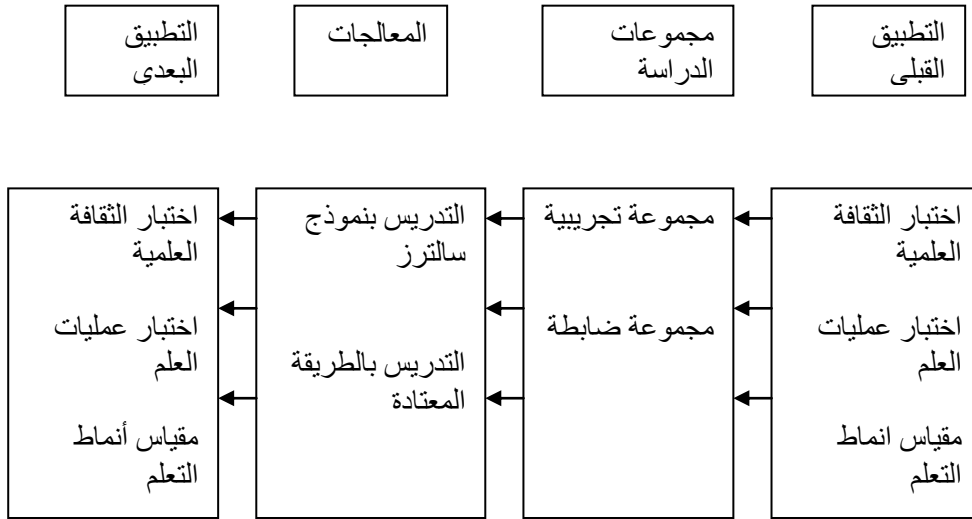 التطبيق
القبلى
مجموعات
الدراسة
المعالجات
التطبيق
البعدى
اختبار الثقافة
العلمية
اختبار عمليات
العلم
مقياس انماط
التعلم
مجموعة تجريبية
مجموعة ضابطة
التدريس بنموذج
سالترز
التدريس بالطريقة
المعتادة
اختبار الثقافة
العلمية
اختبار عمليات
العلم
مقياس أنماط
التعلم